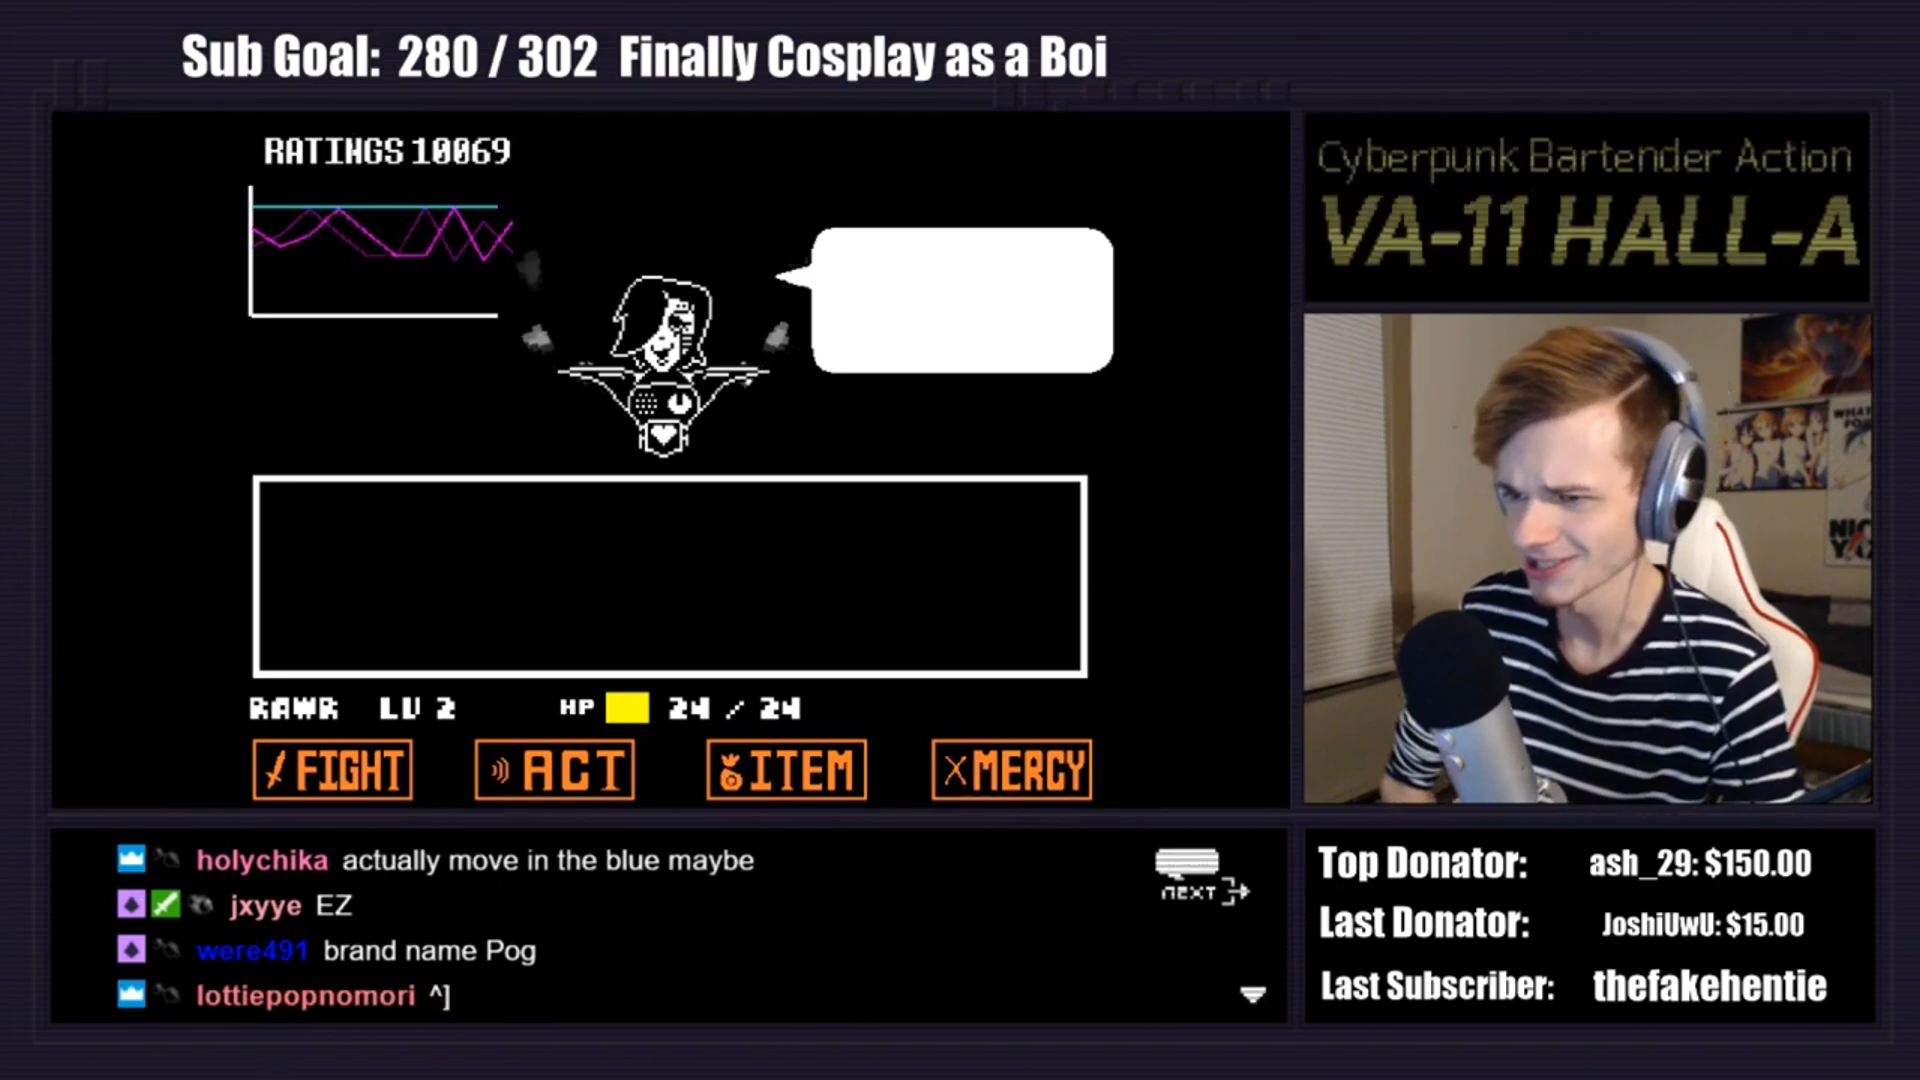 Sub Goal: 280 / 302 Finally Cosplay as a Boi
RATINGS 10069
Cyberpunk Bartender Action
VA-11 HALL-A
RAWR LV 2 HP 24 / 24
FIGHT ACT ITEM MERCY
holychika actually move in the blue maybe
jxyye EZ
were491 brand name Pog
lottiepopnomori ^]
NEXT
Top Donator: ash_29: $150.00
Last Donator: JoshiUwU: $15.00
Last Subscriber: thefakehentie